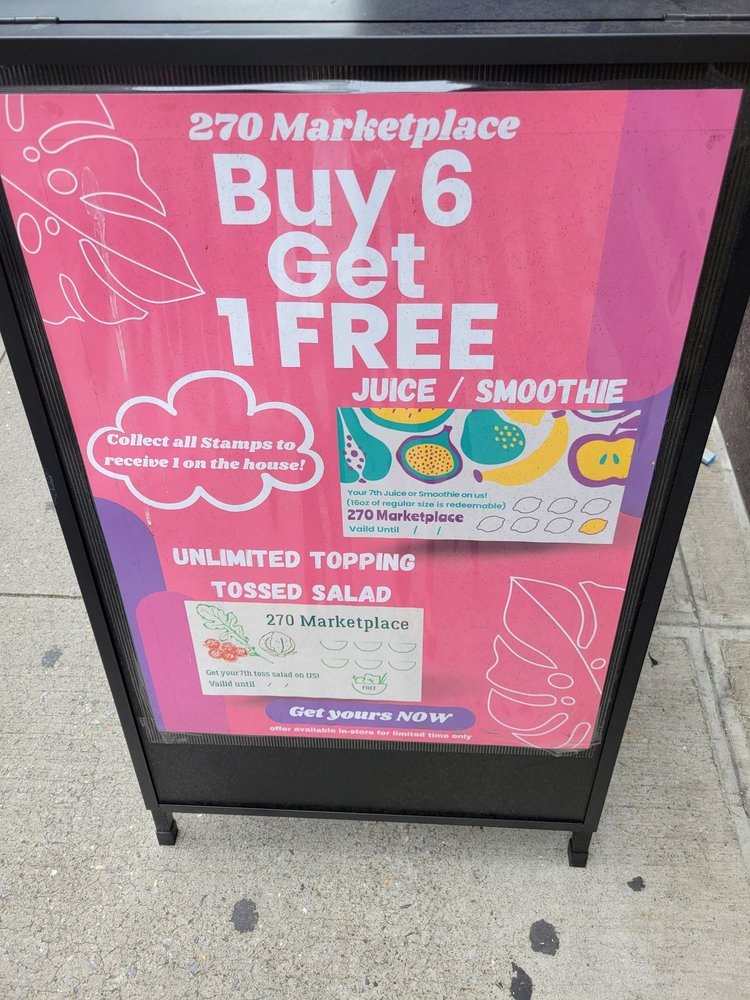 270 Marketplace
Buy 6
Get
1 FREE
JUICE / SMOOTHIE
Collect all Stamps to
receive 1 on the house!
Your 7th Juice or Smoothie on us!
(16oz of regular size is redeemable)
270 Marketplace
Vaild Until / /
UNLIMITED TOPPING
TOSSED SALAD
270 Marketplace
Get your 7th toss salad on US!
Vaild until / /
FREE
Get yours NOW
offer available in-store for limited time only